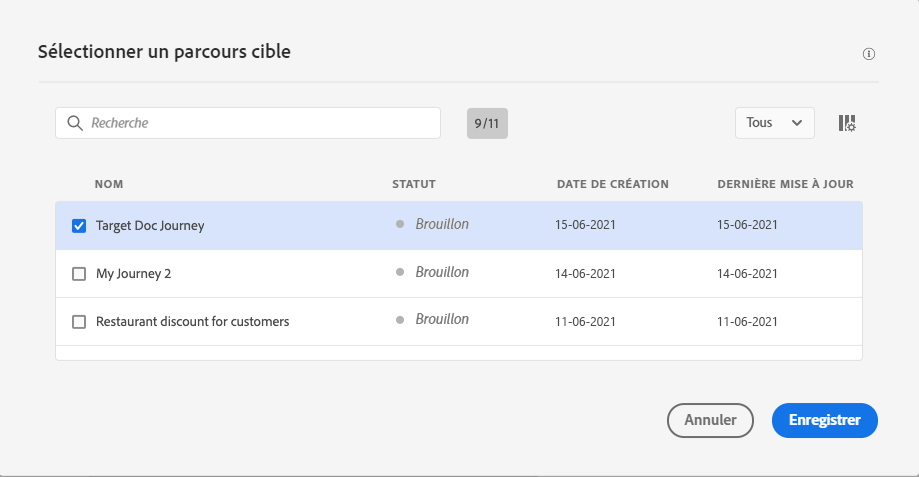 Sélectionner un parcours cible
Recherche 9/11 Tous
NOM STATUT DATE DE CRÉATION DERNIÈRE MISE À JOUR
Target Doc Journey Brouillon 15-06-2021 15-06-2021
My Journey 2 Brouillon 14-06-2021 14-06-2021
Restaurant discount for customers Brouillon 11-06-2021 11-06-2021
Annuler Enregistrer